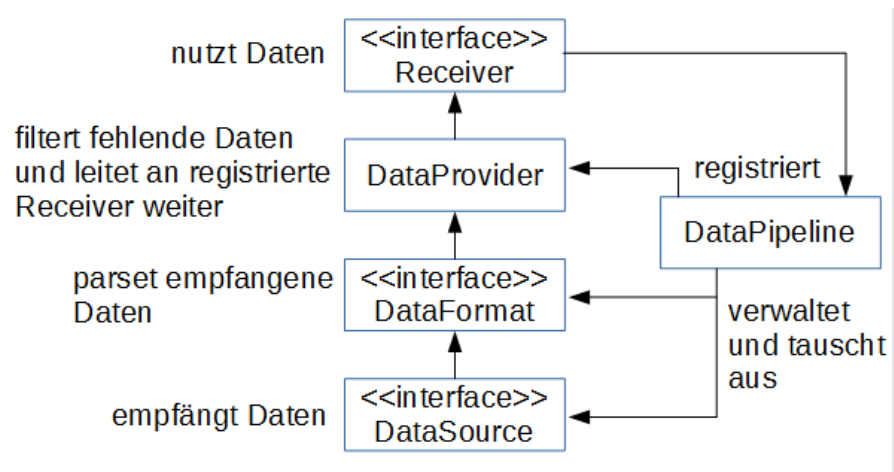 nutzt Daten
<<interface>>
Receiver
filtert fehlende Daten
und leitet an registrierte
Receiver weiter
DataProvider
registriert
DataPipeline
parset empfangene
Daten
<<interface>>
DataFormat
verwaltet
und tauscht
aus
empfängt Daten
<<interface>>
DataSource